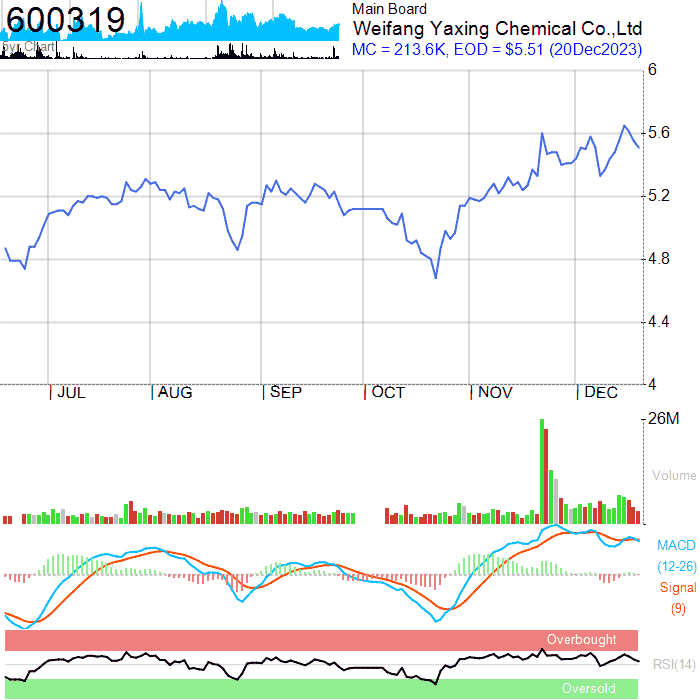 600319
5yr Chart
Main Board
Weifang Yaxing Chemical Co.,Ltd
MC = 213.6K, EOD = $5.51 (20Dec2023)
6
5.6
5.2
4.8
4.4
4
JUL AUG SEP OCT NOV DEC
26M
Volume
MACD
(12-26)
Signal
(9)
Overbought
RSI(14)
Oversold